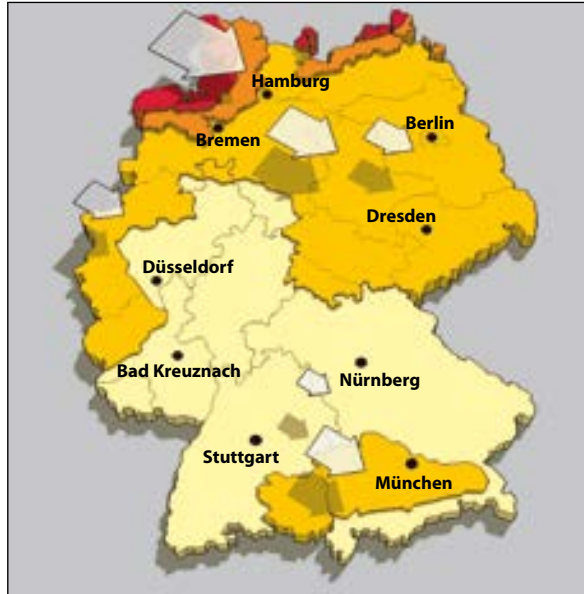 Hamburg
Bremen
Berlin
Dresden
Düsseldorf
Bad Kreuznach
Nürnberg
Stuttgart
München